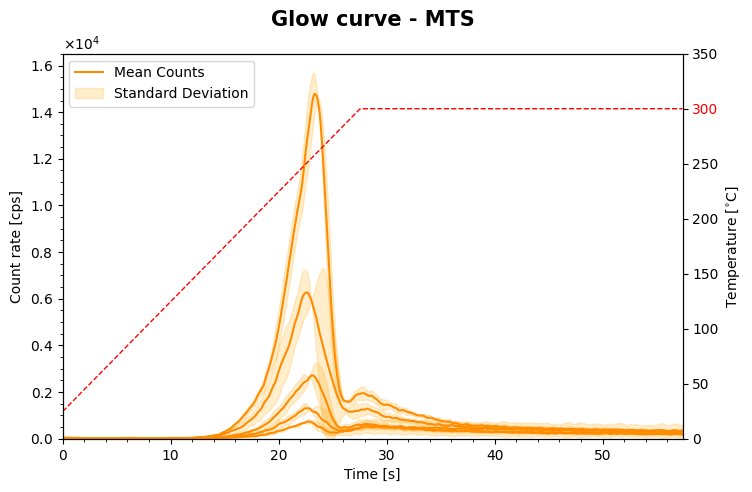 Glow curve - MTS
×10⁴
Mean Counts
Standard Deviation
1.6
1.4
1.2
1.0
0.8
0.6
0.4
0.2
0.0
Count rate [cps]
0 10 20 30 40 50
Time [s]
350
300
250
200
150
100
50
0
Temperature [°C]